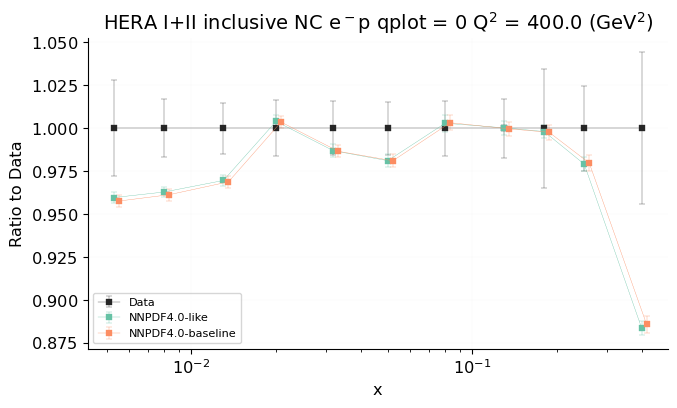 HERA I+II inclusive NC e⁻p qplot = 0 Q² = 400.0 (GeV²)
Ratio to Data
1.050
1.025
1.000
0.975
0.950
0.925
0.900
0.875
Data
NNPDF4.0-like
NNPDF4.0-baseline
10⁻² 10⁻¹
x